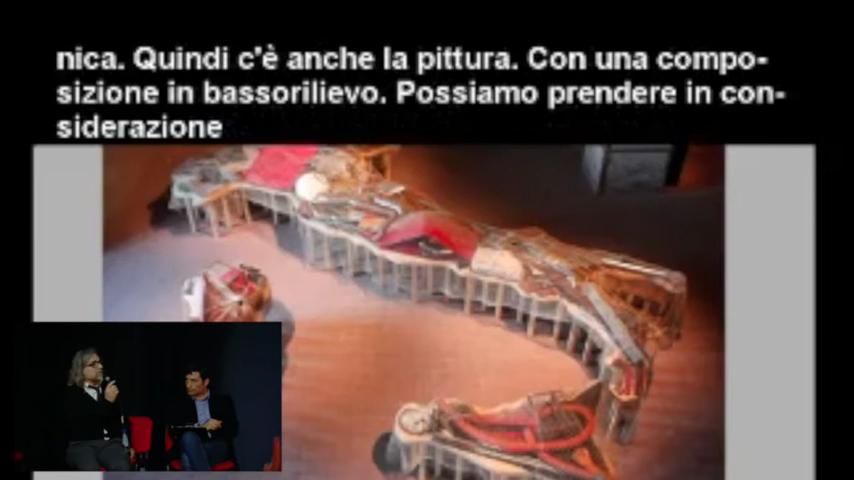 nica. Quindi c'è anche la pittura. Con una compo-
sizione in bassorilievo. Possiamo prendere in con-
siderazione